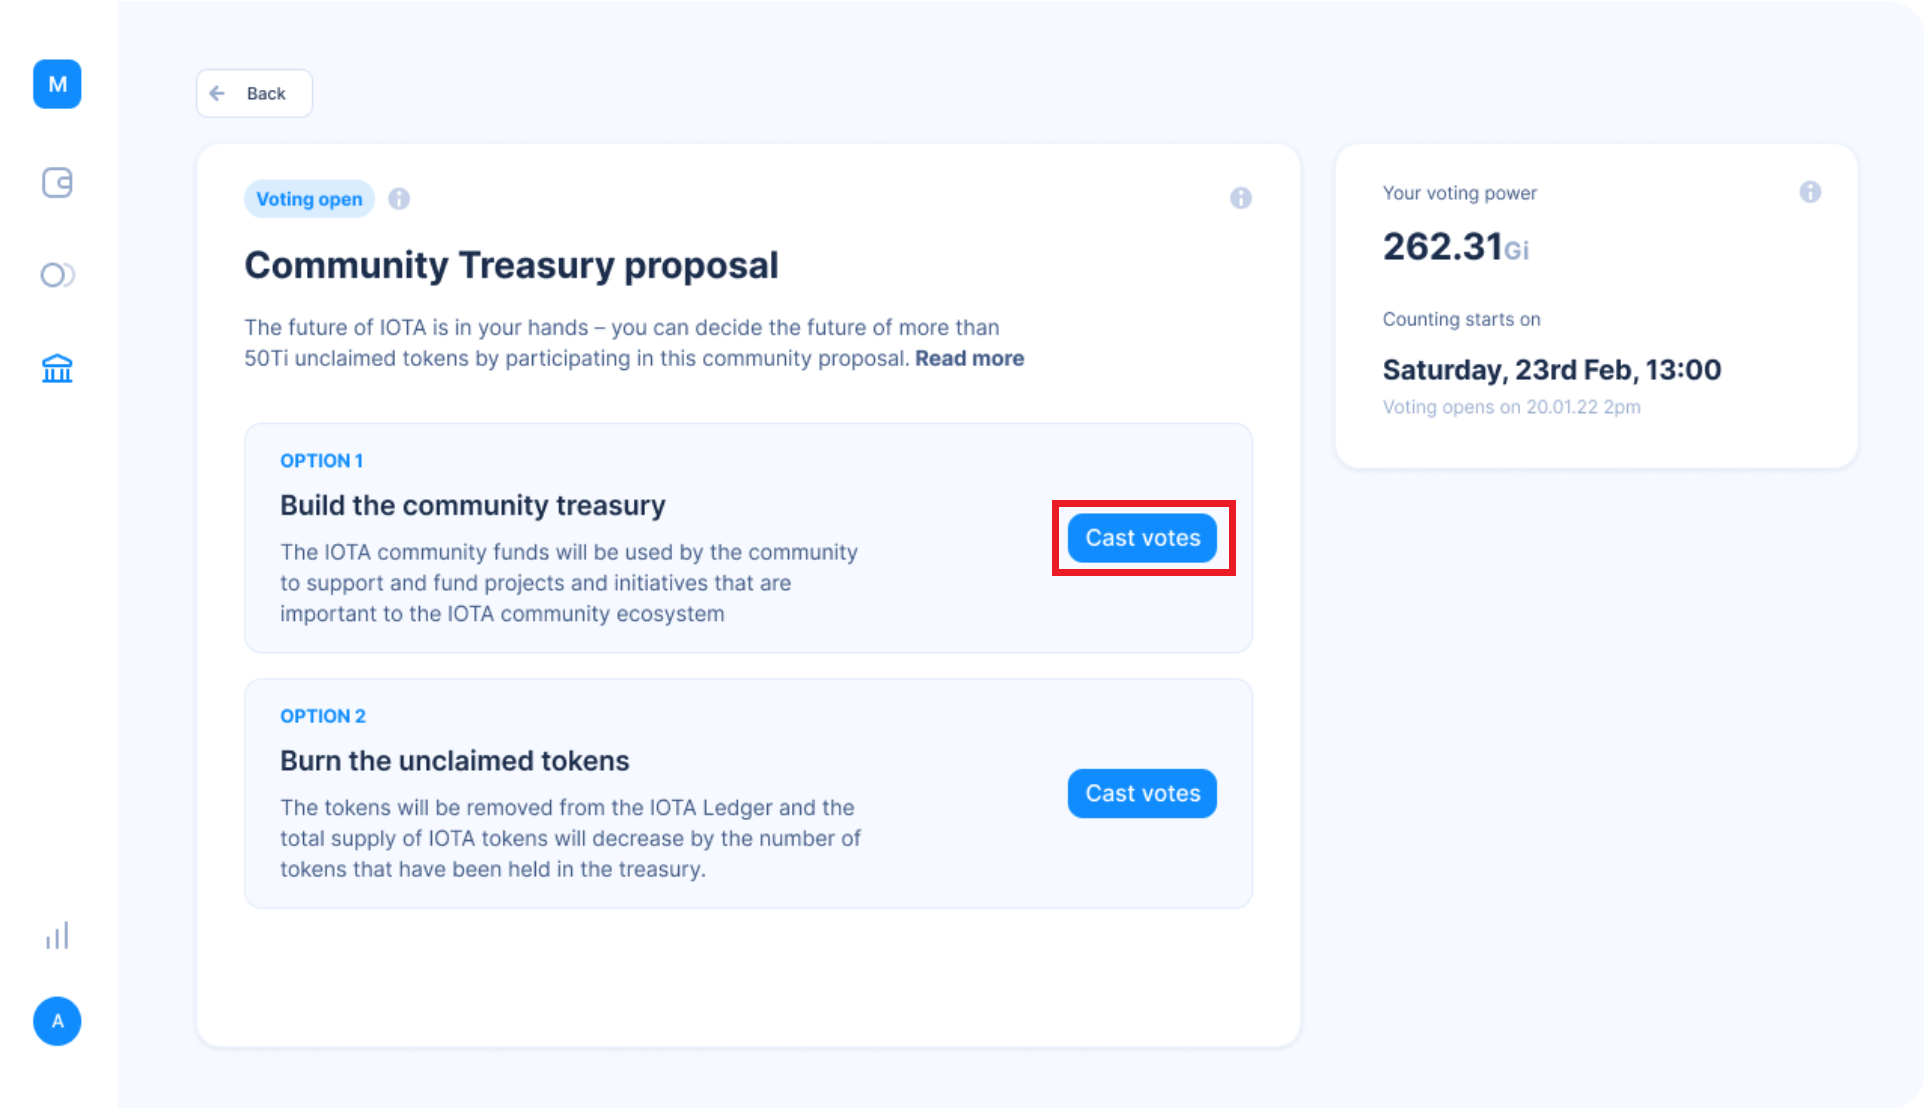 M
Back
Voting open
Community Treasury proposal
The future of IOTA is in your hands – you can decide the future of more than
50Ti unclaimed tokens by participating in this community proposal. Read more
OPTION 1
Build the community treasury
The IOTA community funds will be used by the community
to support and fund projects and initiatives that are
important to the IOTA community ecosystem
Cast votes
OPTION 2
Burn the unclaimed tokens
The tokens will be removed from the IOTA Ledger and the
total supply of IOTA tokens will decrease by the number of
tokens that have been held in the treasury.
Cast votes
Your voting power
262.31Gi
Counting starts on
Saturday, 23rd Feb, 13:00
Voting opens on 20.01.22 2pm
A